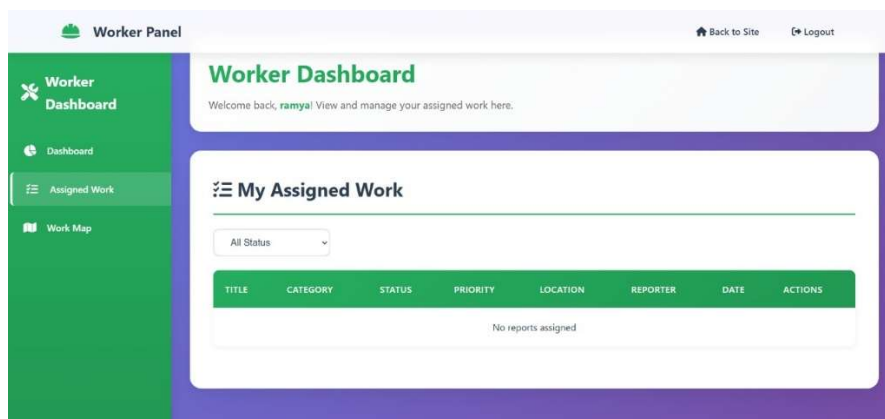 Worker Panel
Back to Site
Logout
Worker
Dashboard
Dashboard
Assigned Work
Work Map
Worker Dashboard
Welcome back, ramya! View and manage your assigned work here.
My Assigned Work
All Status
TITLE CATEGORY STATUS PRIORITY LOCATION REPORTER DATE ACTIONS
No reports assigned